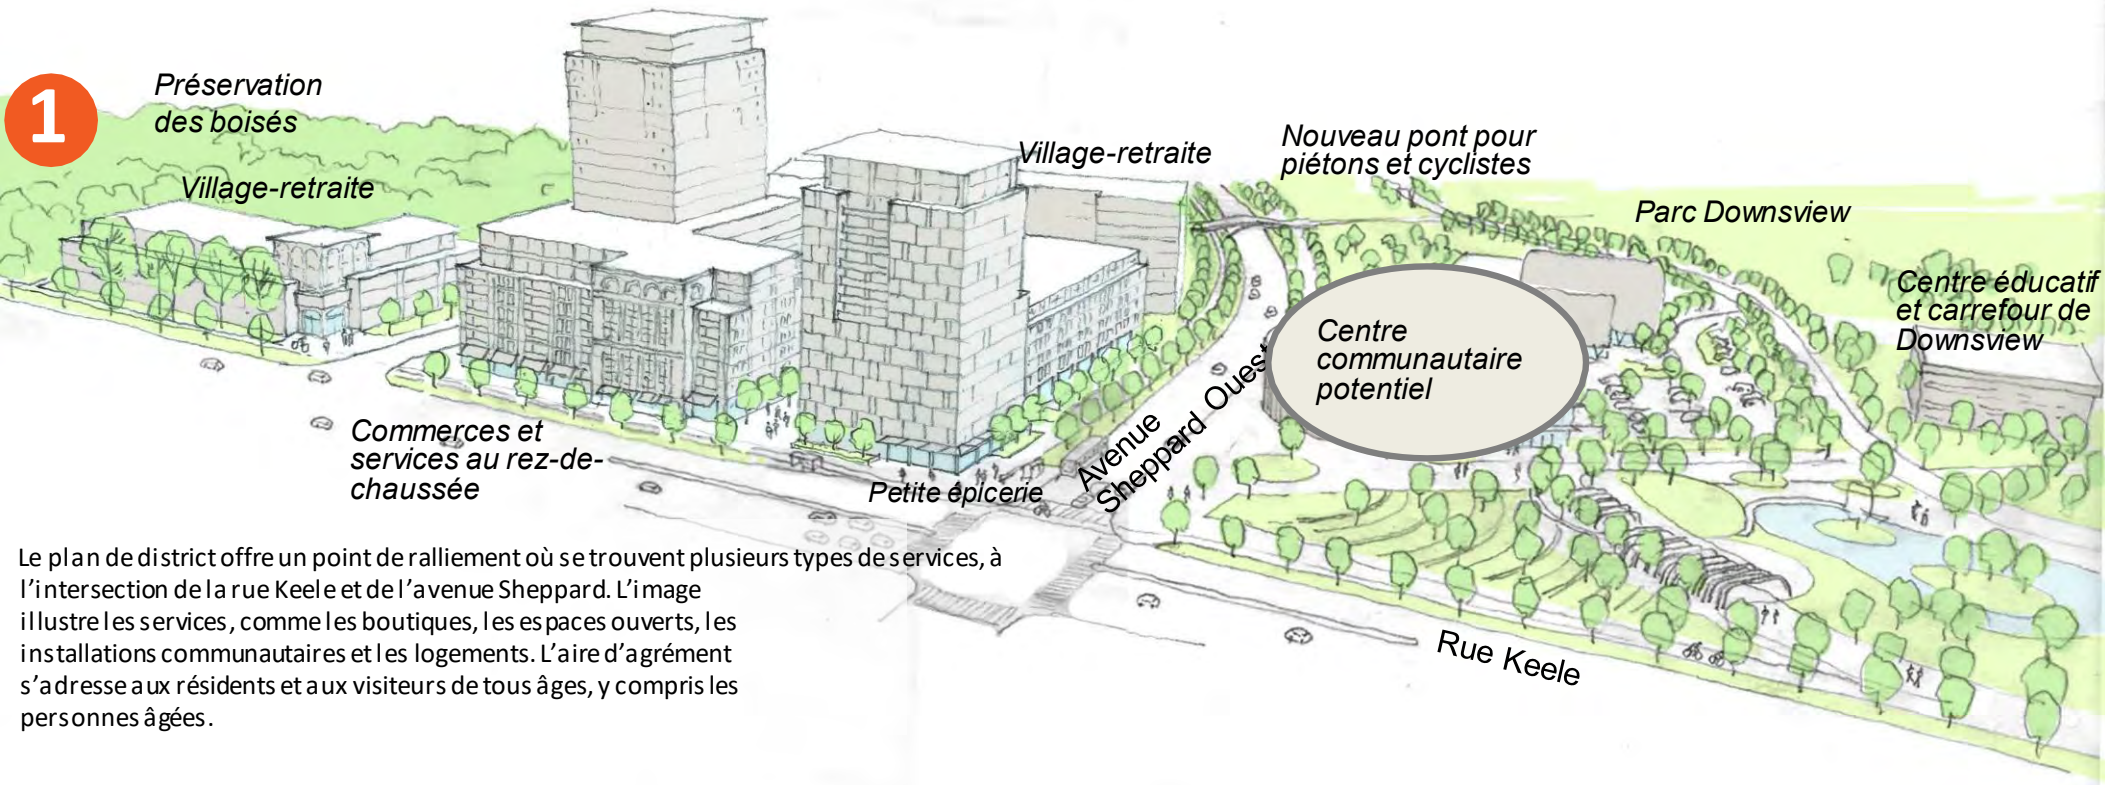 1
Préservation
des boisés
Village-retraite
Village-retraite
Nouveau pont pour
piétons et cyclistes
Parc Downsview
Centre éducatif
et carrefour de
Downsview
Centre
communautaire
potentiel
Avenue
Sheppard Ouest
Commerces et
services au rez-de-
chaussée
Petite épicerie
Rue Keele
Le plan de district offre un point de ralliement où se trouvent plusieurs types de services, à
l’intersection de la rue Keele et de l’avenue Sheppard. L’image
illustre les services, comme les boutiques, les espaces ouverts, les
installations communautaires et les logements. L’aire d’agrément
s’adresse aux résidents et aux visiteurs de tous âges, y compris les
personnes âgées.